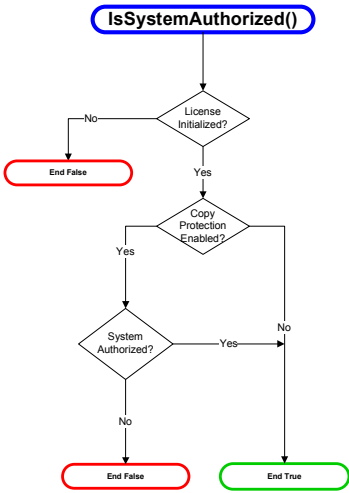 IsSystemAuthorized()
License
Initialized?
No
End False
Yes
Copy
Protection
Enabled?
Yes
No
System
Authorized?
Yes
No
End False
End True